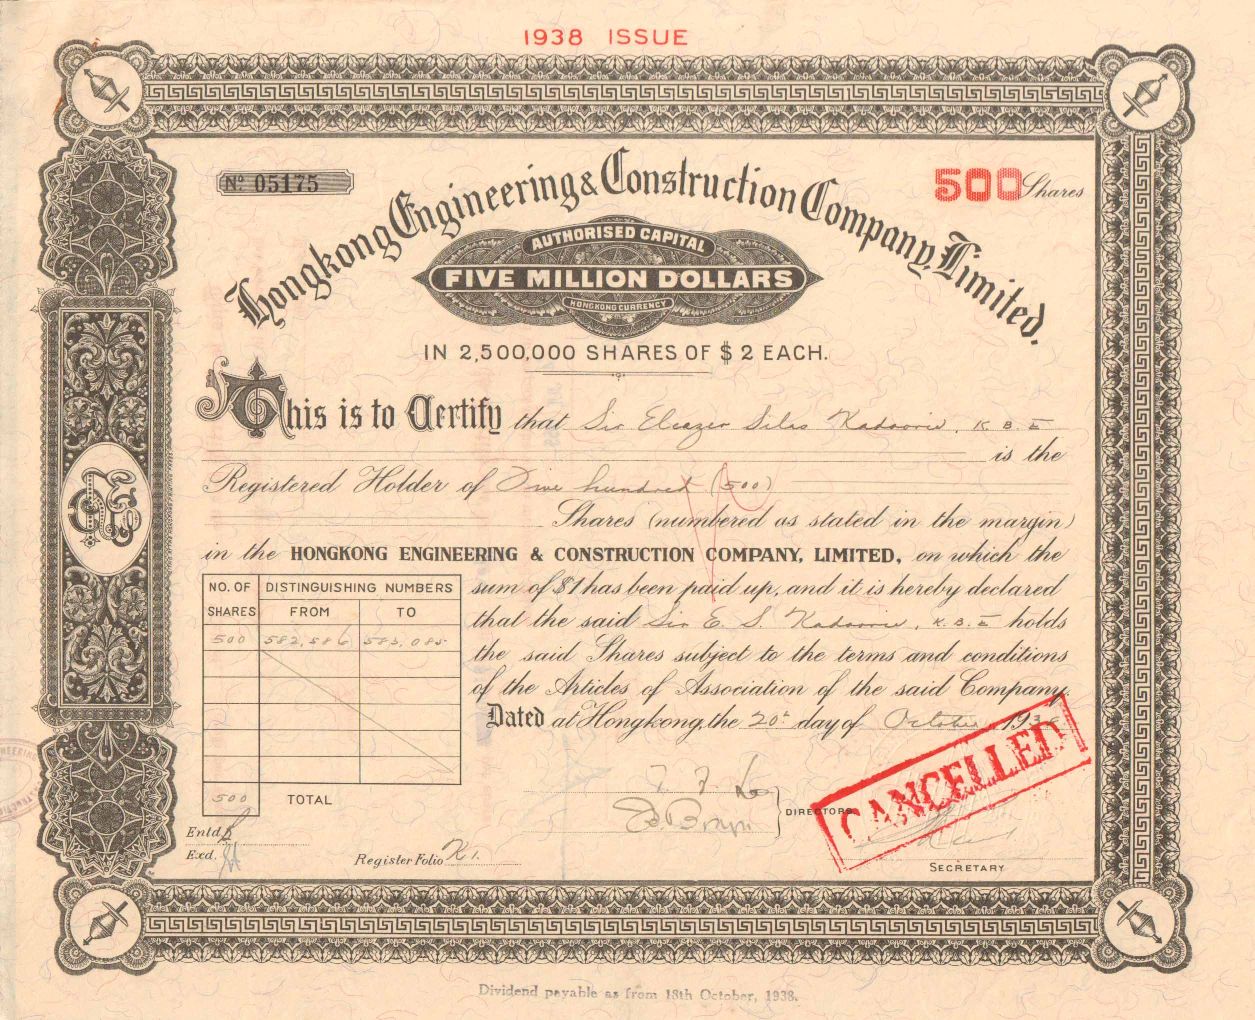 1938 ISSUE
No. 05175
500 Shares
Hongkong Engineering & Construction Company, Limited.
AUTHORISED CAPITAL
FIVE MILLION DOLLARS
HONGKONG CURRENCY
IN 2,500,000 SHARES OF $2 EACH.
This is to Certify that Sir Eleazer Silas Kadoorie, K.B.E
is the
Registered Holder of Five hundred (500)
Shares (numbered as stated in the margin)
in the HONGKONG ENGINEERING & CONSTRUCTION COMPANY, LIMITED, on which the
sum of $1 has been paid up, and it is hereby declared
that the said Sir E. S. Kadoorie, K.B.E holds
the said Shares subject to the terms and conditions
of the Articles of Association of the said Company.
Dated at Hongkong, the 20th day of October 1938
NO. OF SHARES DISTINGUISHING NUMBERS
FROM TO
500 582,586 583,085
500 TOTAL
DIRECTORS
CANCELLED
Entd.
Exd.
Register Folio K1.
SECRETARY
Dividend payable as from 18th October, 1938.